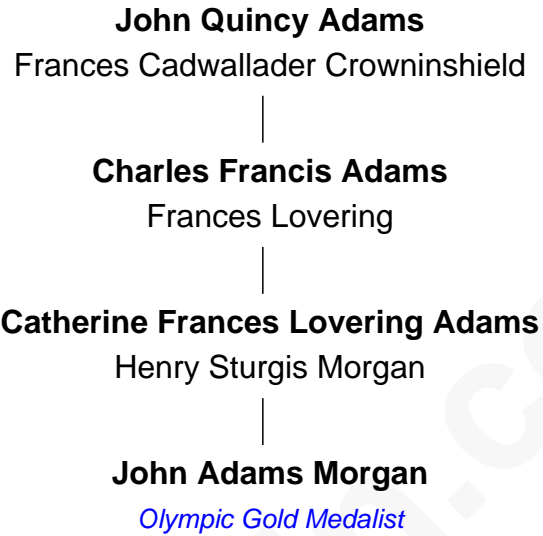 John Quincy Adams
Frances Cadwallader Crowninshield
Charles Francis Adams
Frances Lovering
Catherine Frances Lovering Adams
Henry Sturgis Morgan
John Adams Morgan
Olympic Gold Medalist